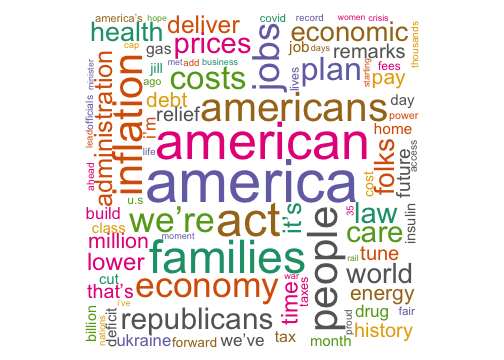 america's hope covid record women crisis
health deliver economic
cap gas prices job days remarks
minister met add business jobs
jill costs lives plan fees thousands
ago starting pay
officials administration inflation debt americans day
lead i'm relief power
american home
ahead life folks access
u.s america cost future
build we're act it's people 35 law insulin
class
million moment care
lower families war rail tune
cut time taxes world
that's economy energy
i've proud drug fair
billion nations deficit republicans history
ukraine forward we've tax month